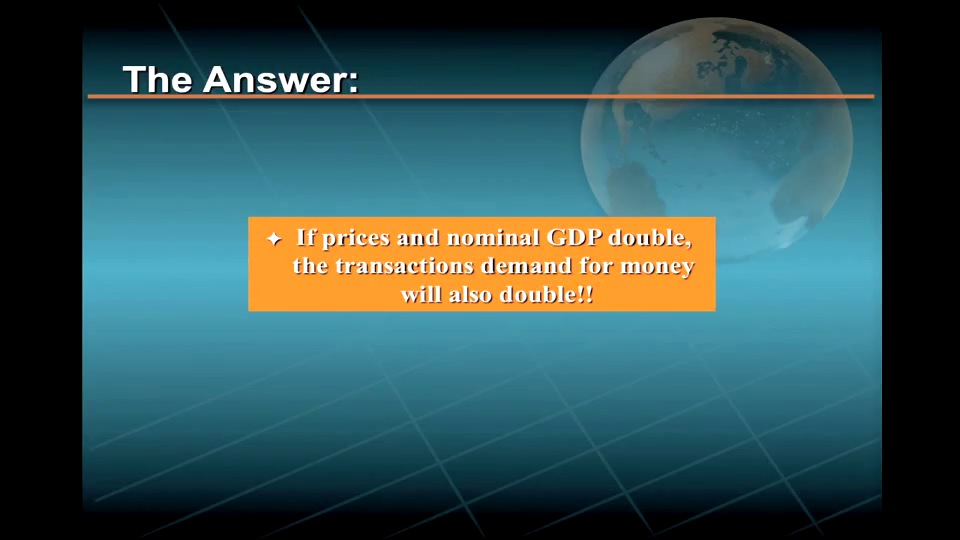 The Answer:
✦ If prices and nominal GDP double,
the transactions demand for money
will also double!!